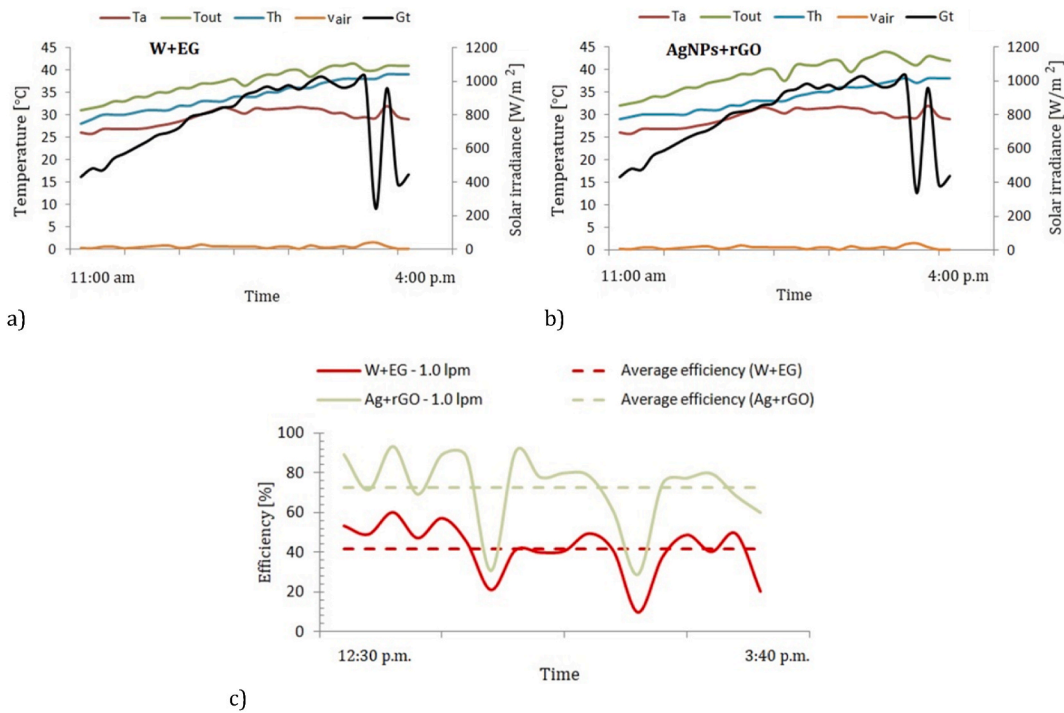 Ta Tout Th vair Gt
W+EG
45
40
35
30
25
20
15
10
5
0
Temperature [°C]
1200
1000
800
600
400
200
0
Solar irradiance [W/m 2]
11:00 am 4:00 p.m
Time
a)
Ta Tout Th vair Gt
AgNPs+rGO
45
40
35
30
25
20
15
10
5
0
Temperature [°C]
1200
1000
800
600
400
200
0
Solar irradiance [W/m 2]
11:00 am 4:00 p.m
Time
b)
W+EG - 1.0 lpm Average efficiency (W+EG)
Ag+rGO - 1.0 lpm Average efficiency (Ag+rGO)
100
80
60
40
20
0
Efficiency [%]
12:30 p.m. 3:40 p.m.
Time
c)